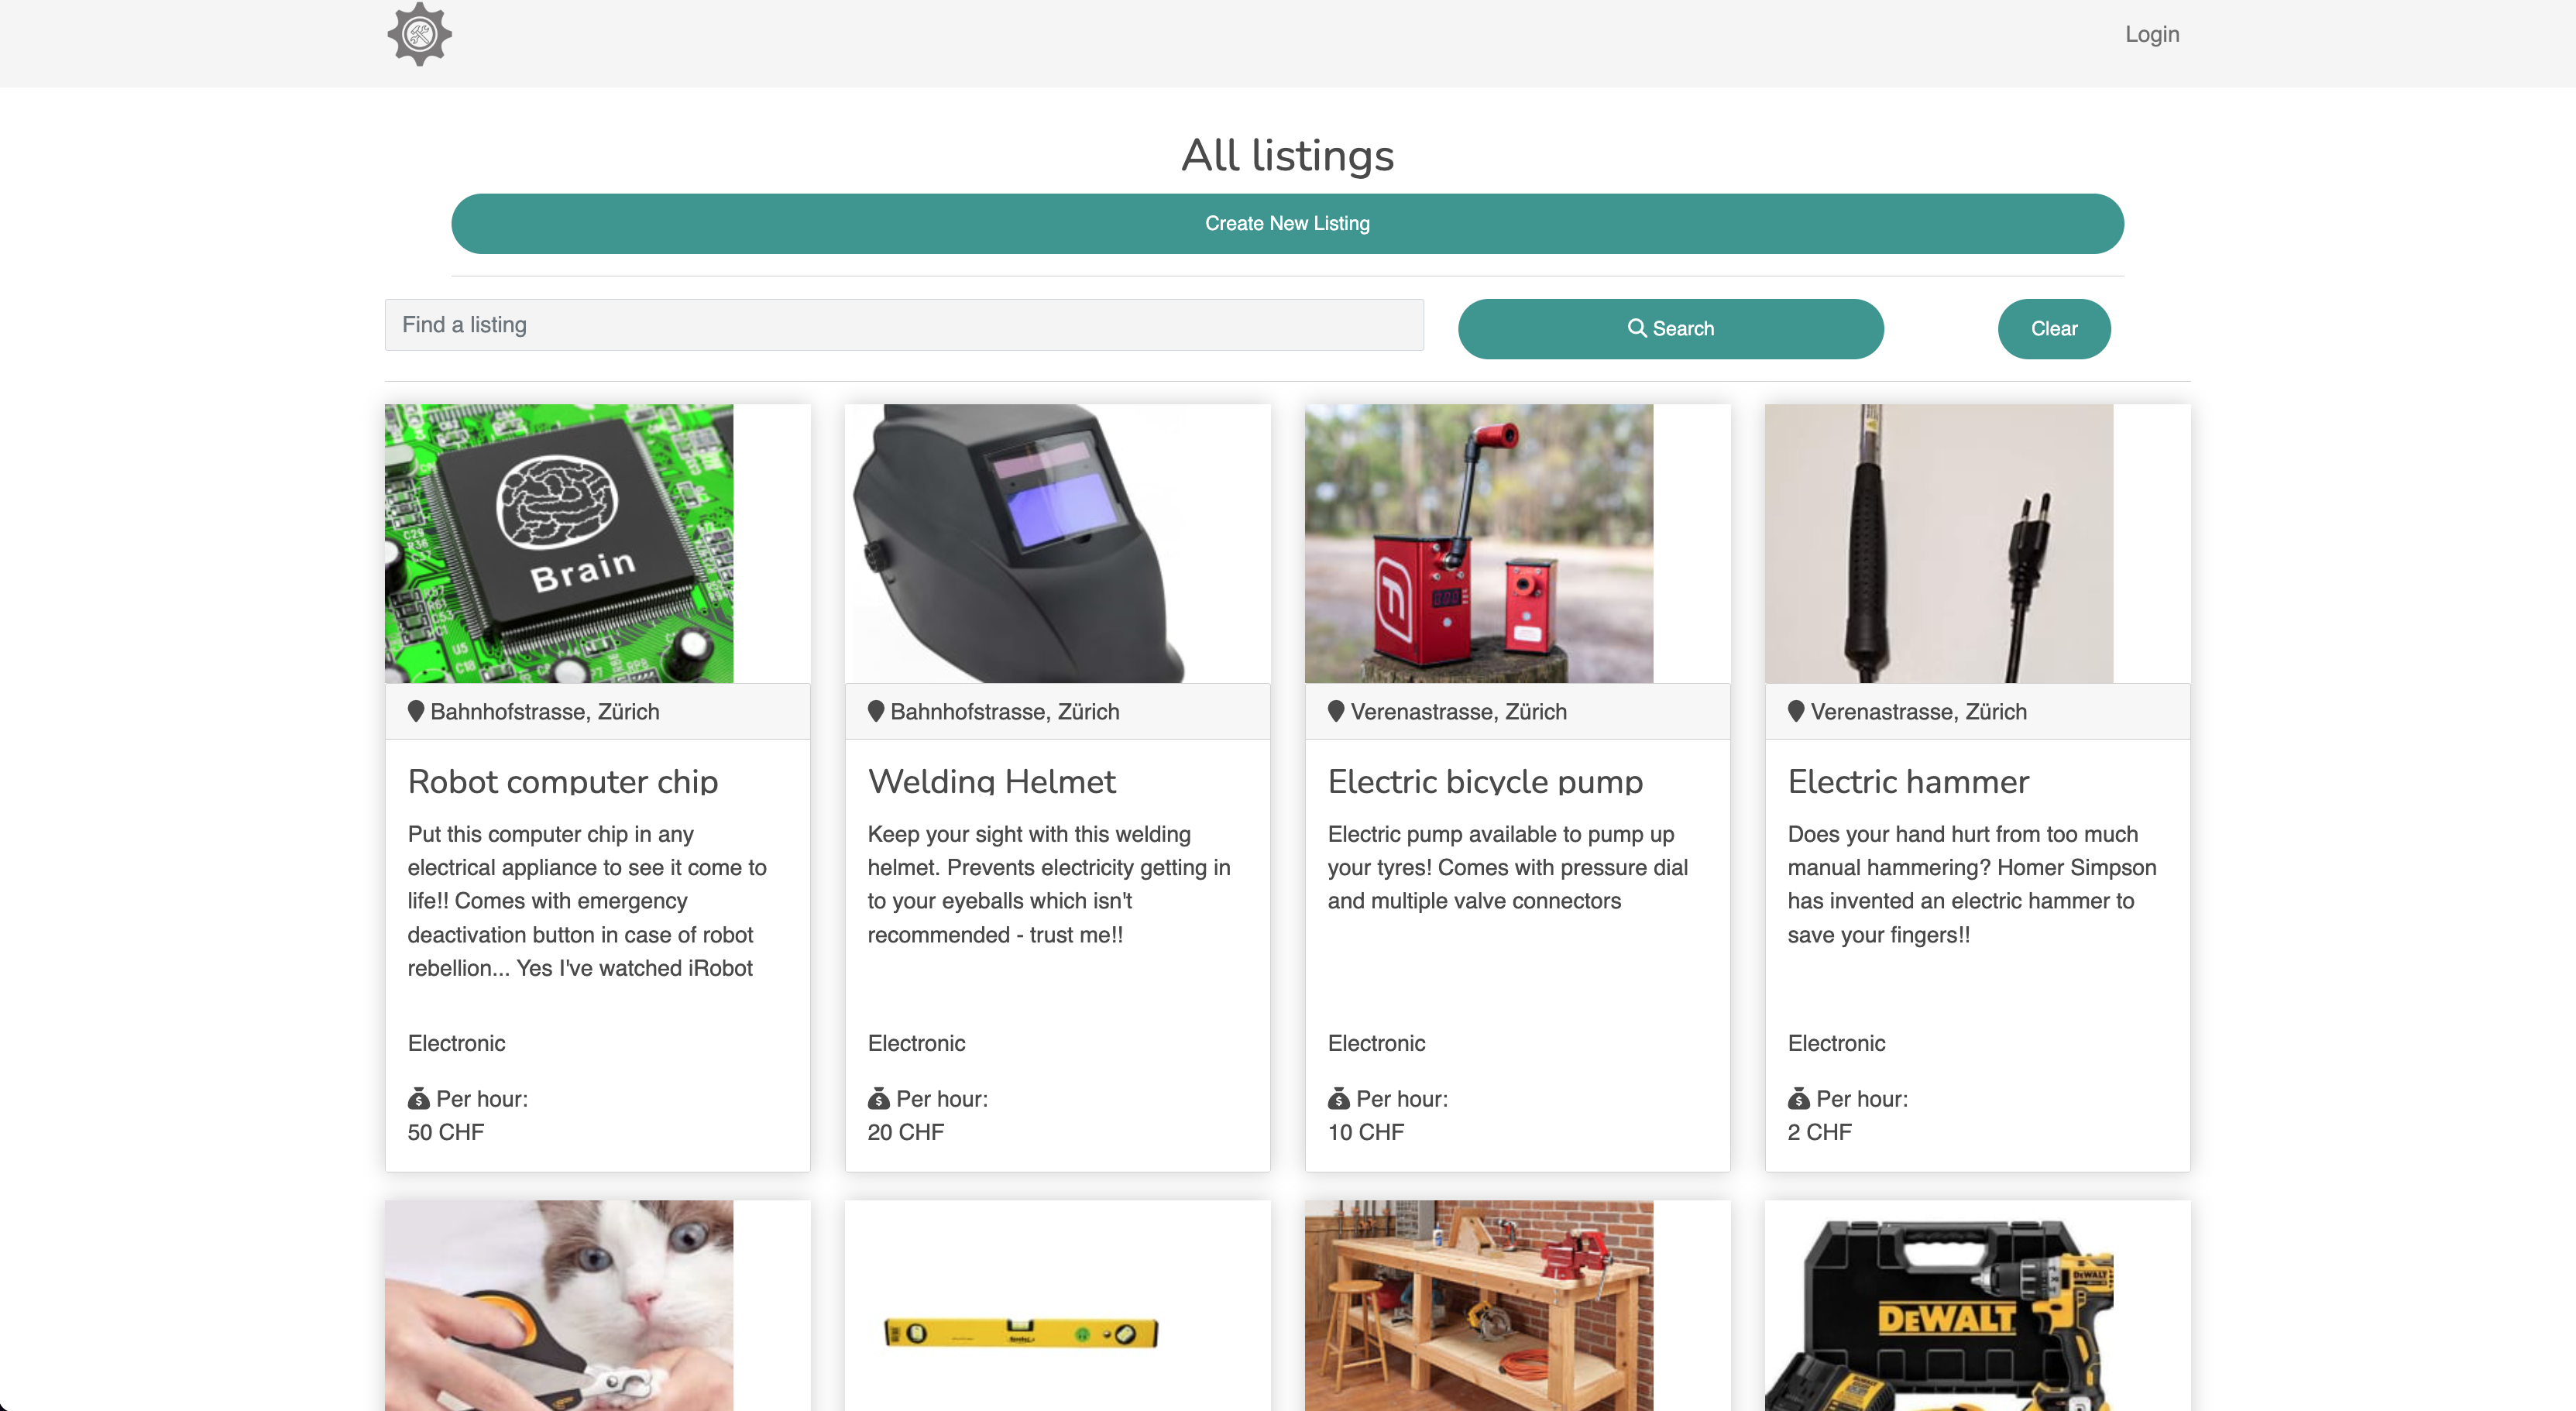 Login
All listings
Create New Listing
Find a listing
Search
Clear
Brain
C29
R36
U5
C10
Bahnhofstrasse, Zürich
Bahnhofstrasse, Zürich
Verenastrasse, Zürich
Verenastrasse, Zürich
Robot computer chip
Put this computer chip in any
electrical appliance to see it come to
life!! Comes with emergency
deactivation button in case of robot
rebellion... Yes I've watched iRobot
Electronic
Per hour:
50 CHF
Welding Helmet
Keep your sight with this welding
helmet. Prevents electricity getting in
to your eyeballs which isn't
recommended - trust me!!
Electronic
Per hour:
20 CHF
Electric bicycle pump
Electric pump available to pump up
your tyres! Comes with pressure dial
and multiple valve connectors
Electronic
Per hour:
10 CHF
Electric hammer
Does your hand hurt from too much
manual hammering? Homer Simpson
has invented an electric hammer to
save your fingers!!
Electronic
Per hour:
2 CHF
DEWALT
DEWALT